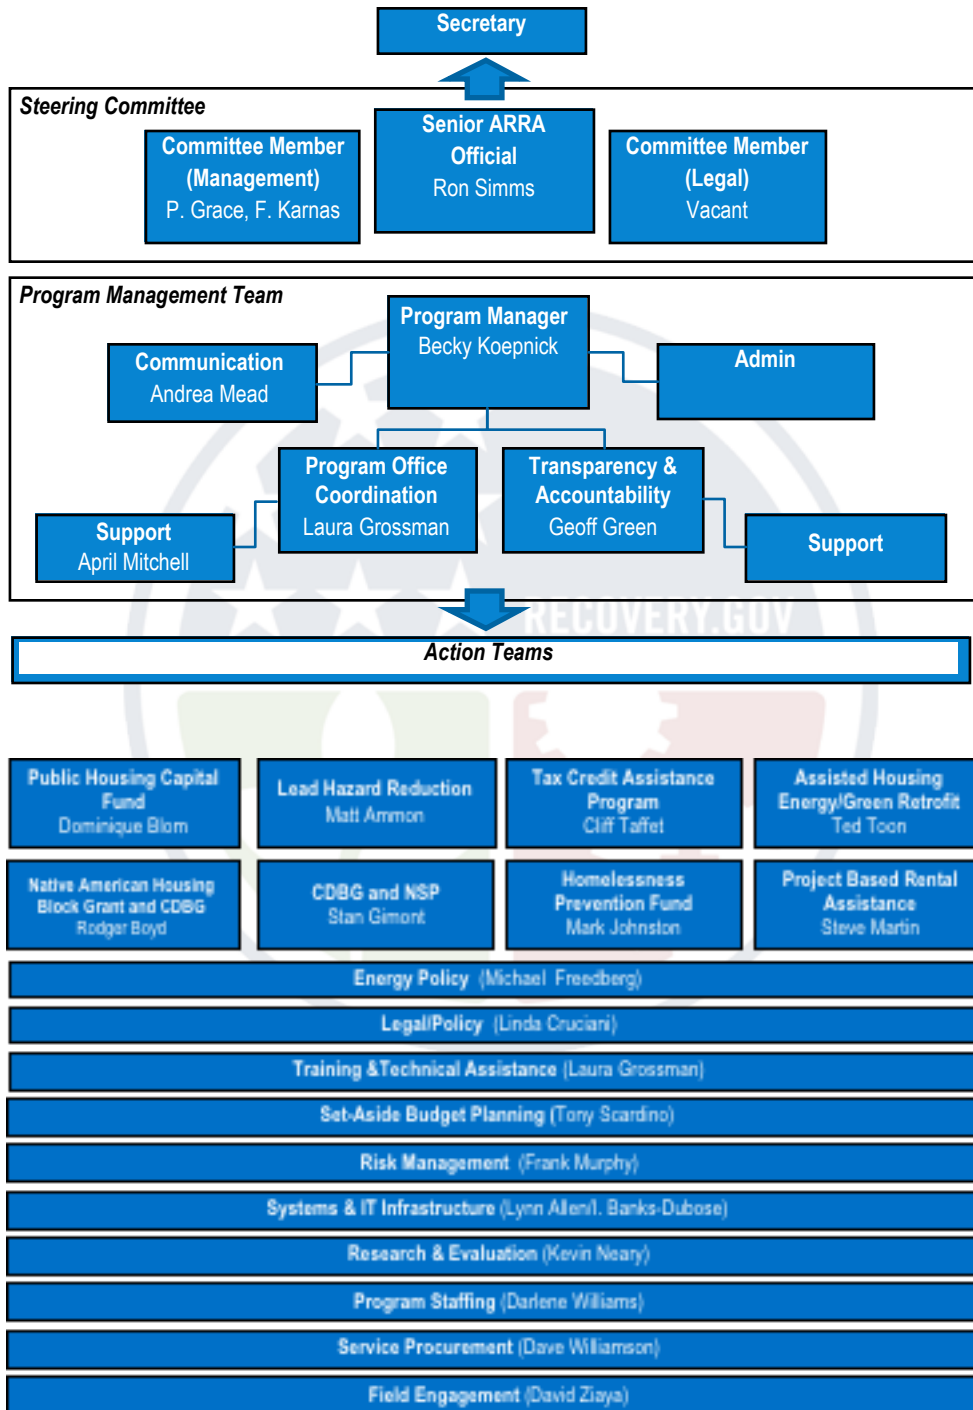 Secretary
Steering Committee
Committee Member
(Management)
P. Grace, F. Karnas
Senior ARRA
Official
Ron Simms
Committee Member
(Legal)
Vacant
Program Management Team
Program Manager
Becky Koepnick
Communication
Andrea Mead
Admin
Program Office
Coordination
Laura Grossman
Transparency &
Accountability
Geoff Green
Support
April Mitchell
Support
RECOVERY.GOV
Action Teams
Public Housing Capital
Fund
Dominique Blom
Lead Hazard Reduction
Matt Ammon
Tax Credit Assistance
Program
Cliff Taffet
Assisted Housing
Energy/Green Retrofit
Ted Toon
Native American Housing
Block Grant and CDBG
Rodger Boyd
CDBG and NSP
Stan Gimont
Homelessness
Prevention Fund
Mark Johnston
Project Based Rental
Assistance
Steve Martin
Energy Policy (Michael Freedberg)
Legal/Policy (Linda Cruciani)
Training &Technical Assistance (Laura Grossman)
Set-Aside Budget Planning (Tony Scardino)
Risk Management (Frank Murphy)
Systems & IT Infrastructure (Lynn Allen/I. Banks-Dubose)
Research & Evaluation (Kevin Neary)
Program Staffing (Darlene Williams)
Service Procurement (Dave Williamson)
Field Engagement (David Ziaya)